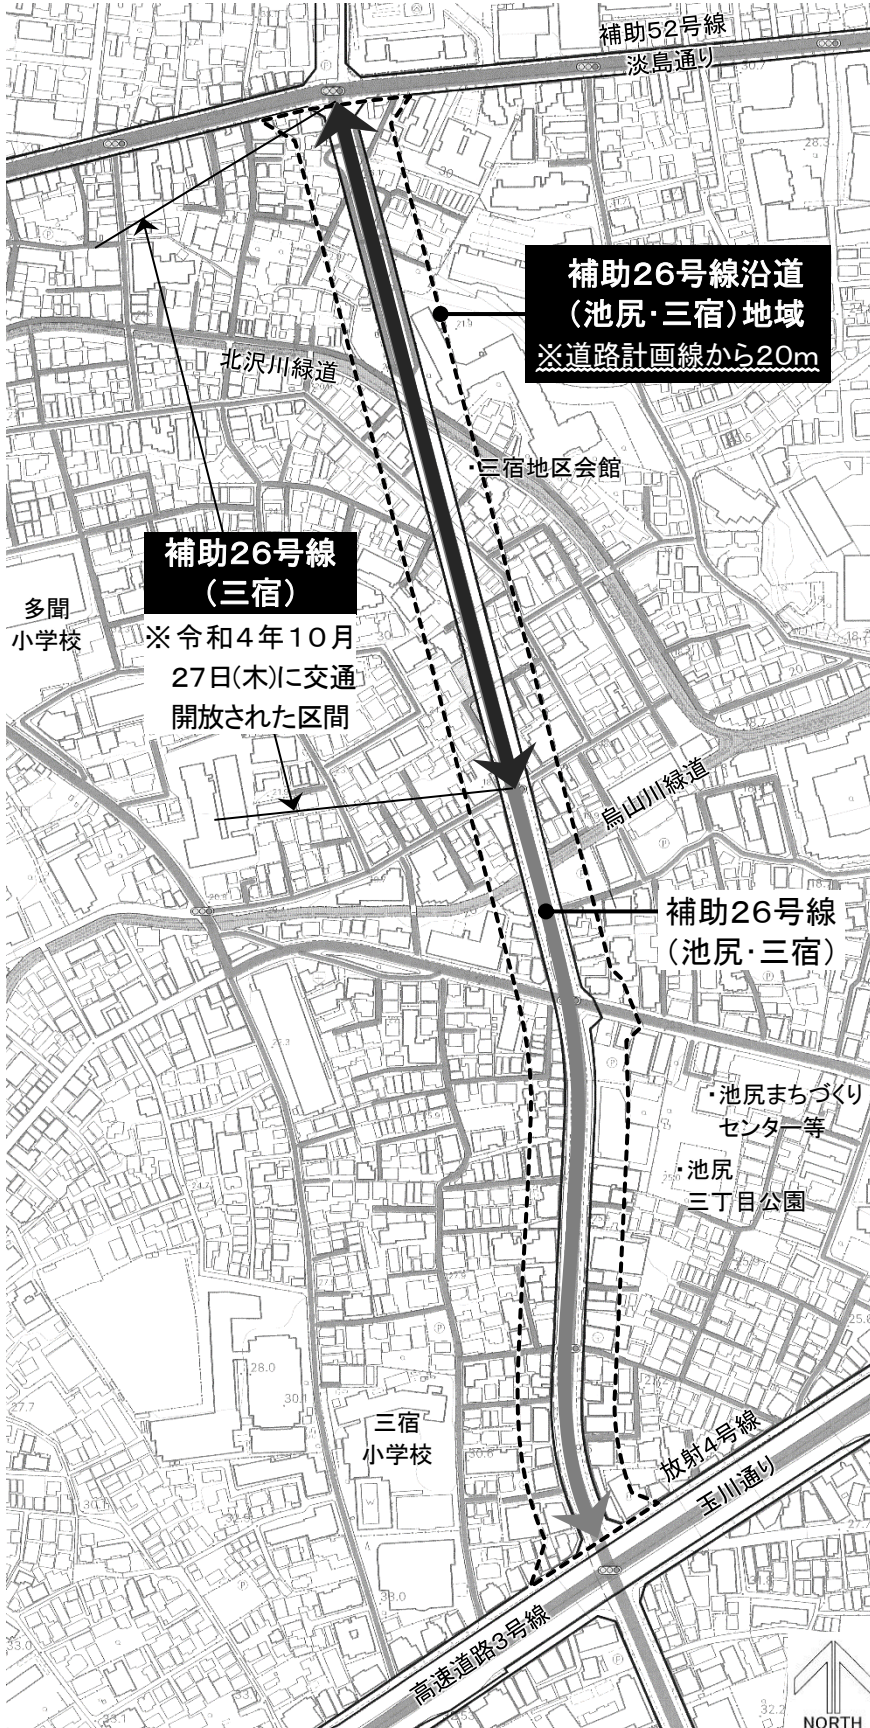 補助52号線
淡島通り
補助26号線沿道
（池尻・三宿）地域
※道路計画線から20m
北沢川緑道
・三宿地区会館
補助26号線
（三宿）
※令和4年10月
27日(木)に交通
開放された区間
多聞
小学校
烏山川緑道
補助26号線
（池尻・三宿）
・池尻まちづくり
センター等
・池尻
三丁目公園
28.0
三宿
小学校
放射4号線
玉川通り
高速道路3号線
NORTH